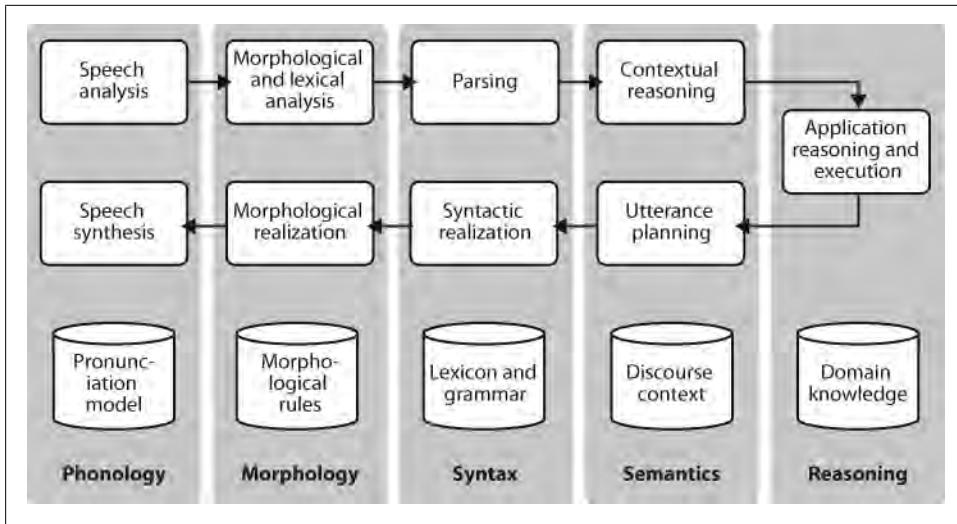 Speech
analysis
Morphological
and lexical
analysis
Parsing
Contextual
reasoning
Application
reasoning and
execution
Speech
synthesis
Morphological
realization
Syntactic
realization
Utterance
planning
Pronunc-
iation
model
Morpho-
logical
rules
Lexicon and
grammar
Discourse
context
Domain
knowledge
Phonology
Morphology
Syntax
Semantics
Reasoning